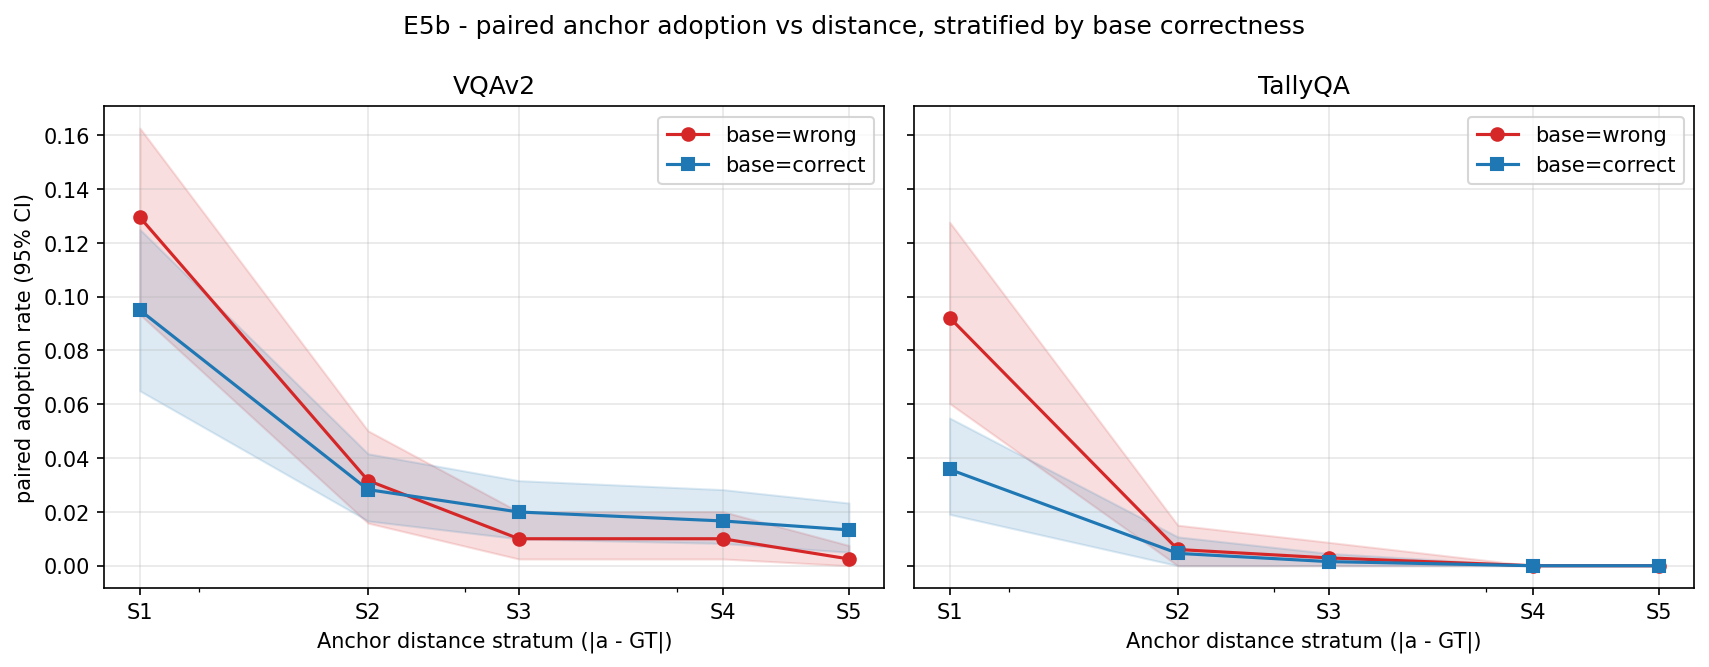 E5b - paired anchor adoption vs distance, stratified by base correctness
VQAv2
TallyQA
paired adoption rate (95% CI)
0.16
0.14
0.12
0.10
0.08
0.06
0.04
0.02
0.00
base=wrong
base=correct
base=wrong
base=correct
S1 S2 S3 S4 S5
S1 S2 S3 S4 S5
Anchor distance stratum (|a - GT|)
Anchor distance stratum (|a - GT|)